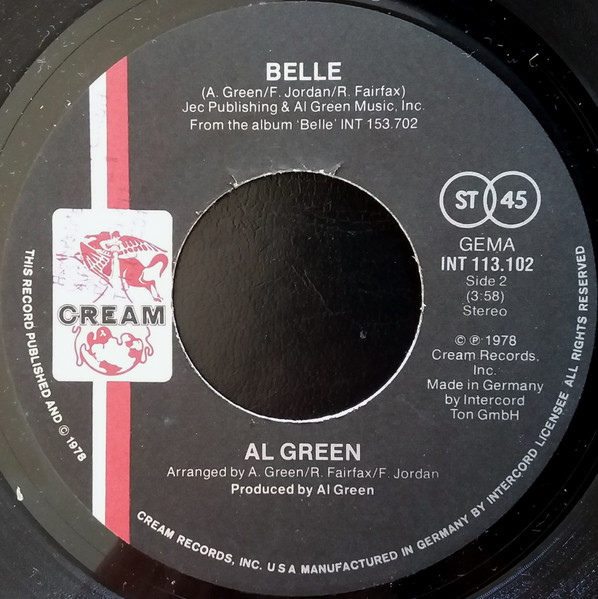 BELLE
(A. Green/F. Jordan/R. Fairfax)
Jec Publishing & Al Green Music, Inc.
From the album 'Belle' INT 153.702
ST 45
GEMA
INT 113.102
Side 2
(3:58)
Stereo
© ℗ 1978
Cream Records,
Inc.
Made in Germany
by Intercord
Ton GmbH
CREAM
AL GREEN
Arranged by A. Green/R. Fairfax/F. Jordan
Produced by Al Green
THIS RECORD PUBLISHED AND © 1978
CREAM RECORDS, INC. USA MANUFACTURED IN GERMANY BY INTERCORD LICENSEE ALL RIGHTS RESERVED